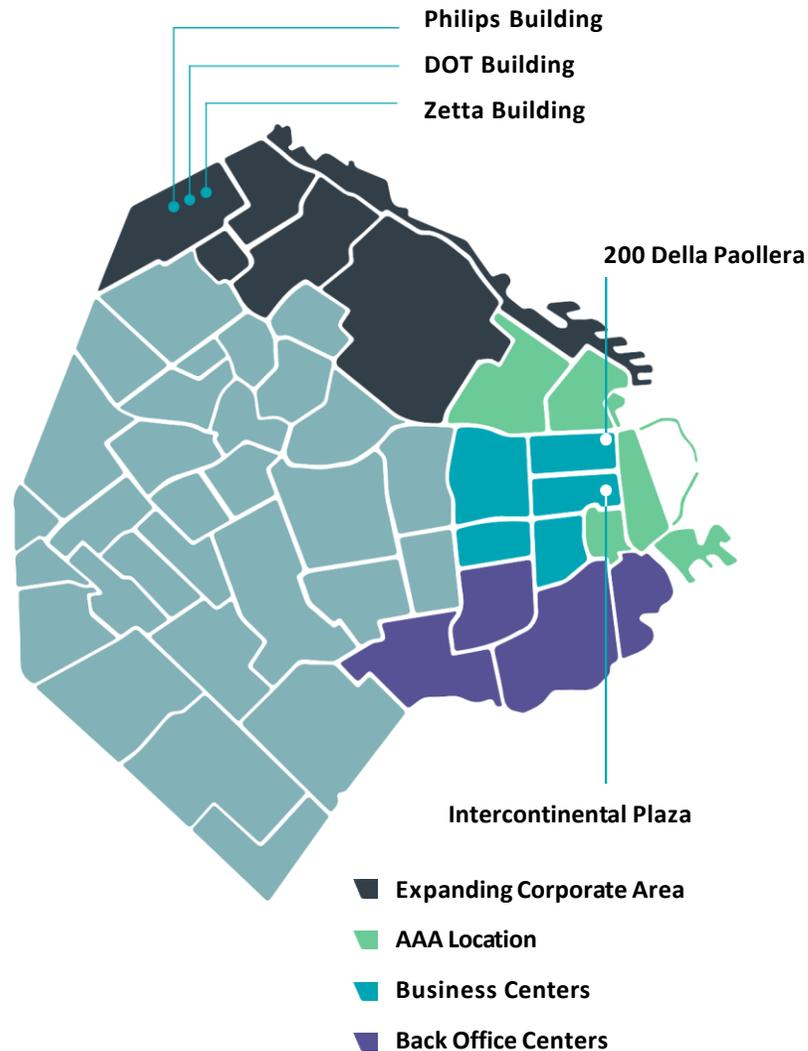 Philips Building
DOT Building
Zetta Building
200 Della Paollera
Intercontinental Plaza
Expanding Corporate Area
AAA Location
Business Centers
Back Office Centers